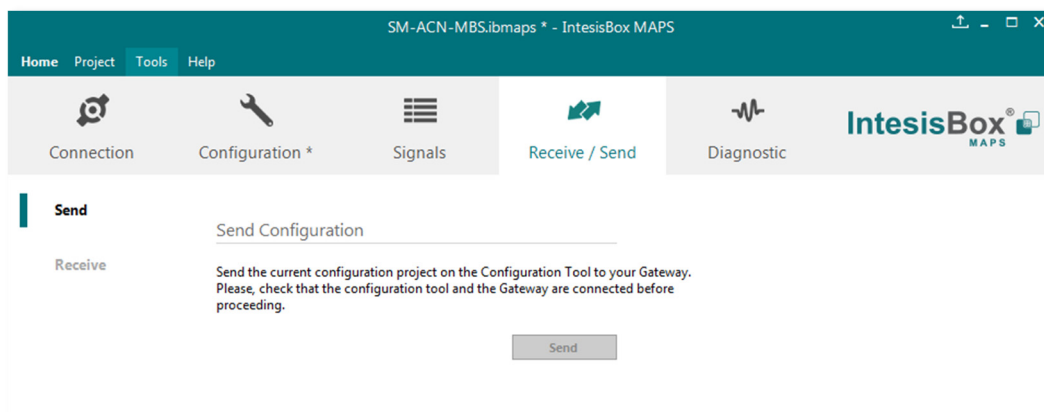 SM-ACN-MBS.ibmaps * - IntesisBox MAPS
Home Project Tools Help
Connection
Configuration *
Signals
Receive / Send
Diagnostic
IntesisBox®
MAPS
Send
Receive
Send Configuration
Send the current configuration project on the Configuration Tool to your Gateway.
Please, check that the configuration tool and the Gateway are connected before
proceeding.
Send